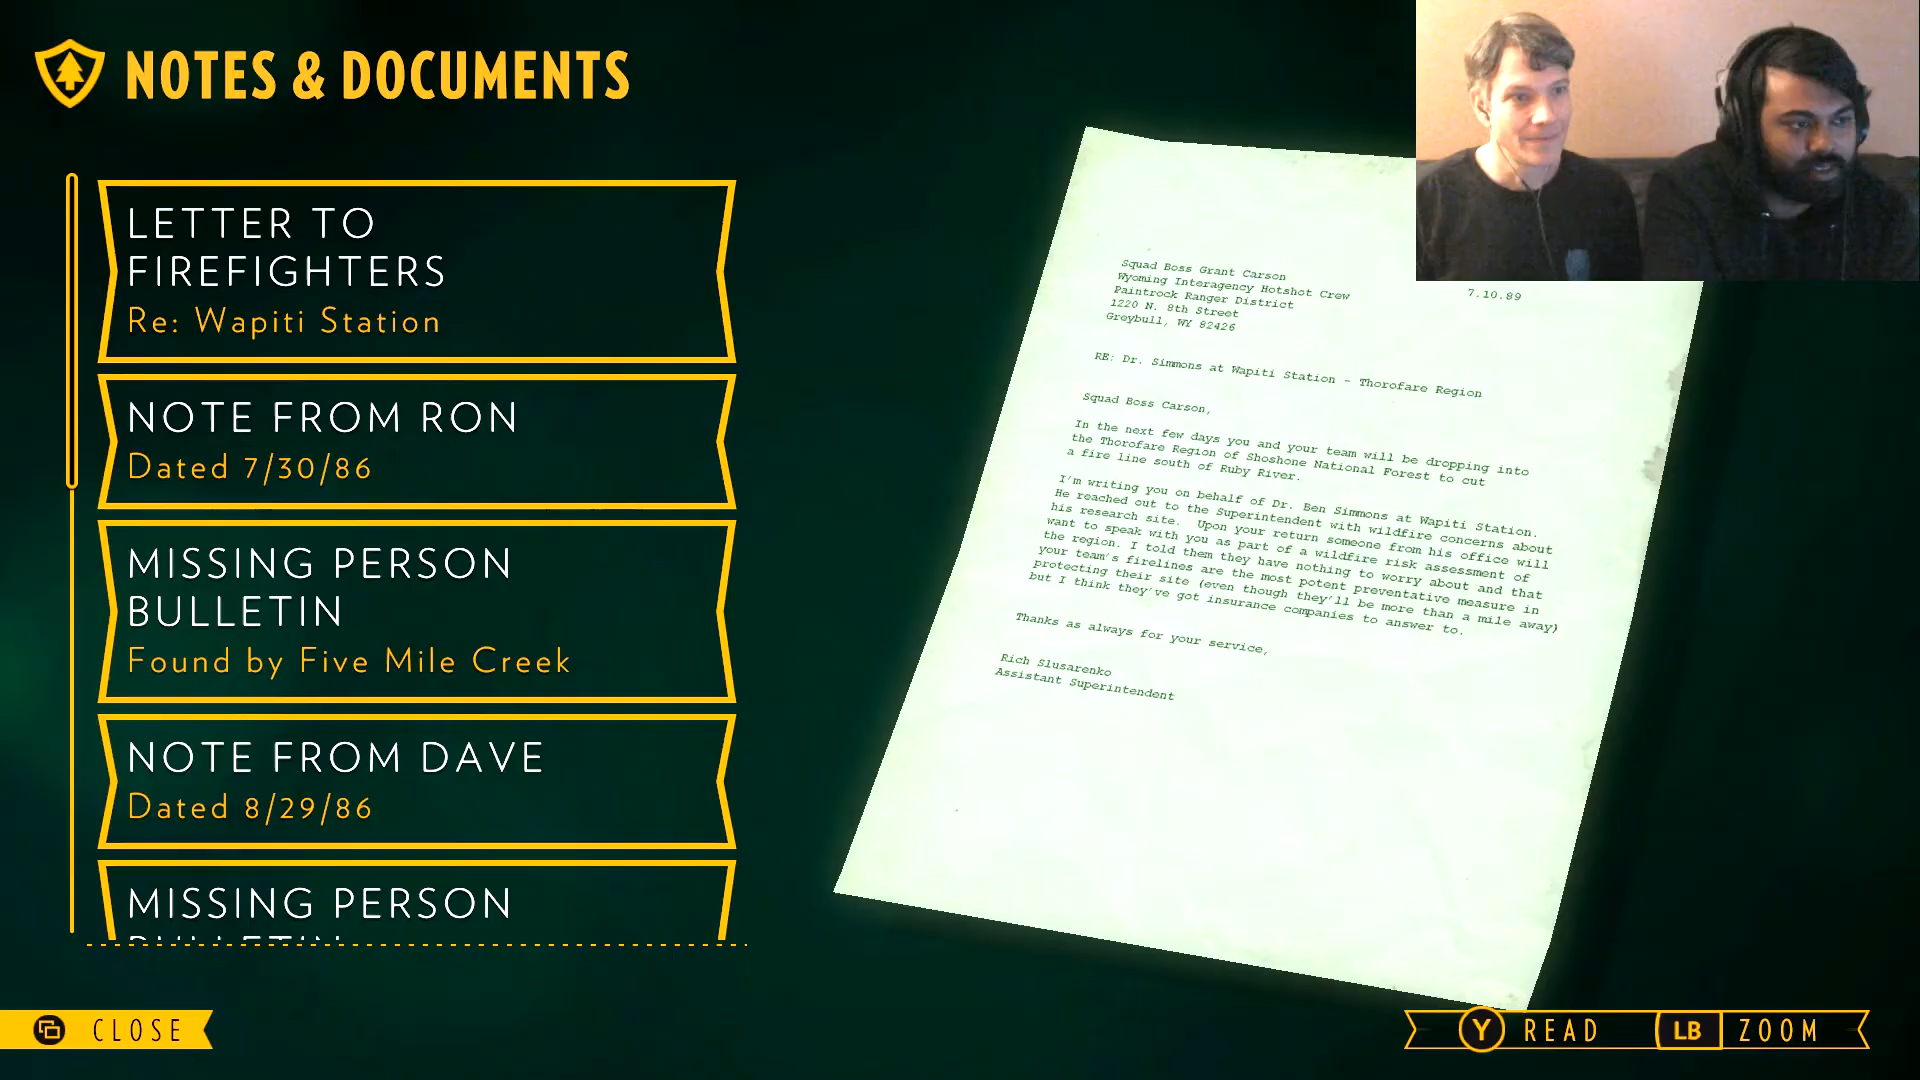 NOTES & DOCUMENTS
LETTER TO
FIREFIGHTERS
Re: Wapiti Station
NOTE FROM RON
Dated 7/30/86
MISSING PERSON
BULLETIN
Found by Five Mile Creek
NOTE FROM DAVE
Dated 8/29/86
MISSING PERSON
BULLETIN
Squad Boss Grant Carson
Wyoming Interagency Hotshot Crew
Paintrock Ranger District
1220 N. 8th Street
Greybull, WY 82426
7.10.89
RE: Dr. Simmons at Wapiti Station - Thorofare Region
Squad Boss Carson,
In the next few days you and your team will be dropping into
the Thorofare Region of Shoshone National Forest to cut
a fire line south of Ruby River.
I'm writing you on behalf of Dr. Ben Simmons at Wapiti Station.
He reached out to the Superintendent with wildfire concerns about
his research site. Upon your return someone from his office will
want to speak with you as part of a wildfire risk assessment of
the region. I told them they have nothing to worry about and that
your team's firelines are the most potent preventative measure in
protecting their site (even though they'll be more than a mile away)
but I think they've got insurance companies to answer to.
Thanks as always for your service,
Rich Slusarenko
Assistant Superintendent
CLOSE
Y READ LB ZOOM